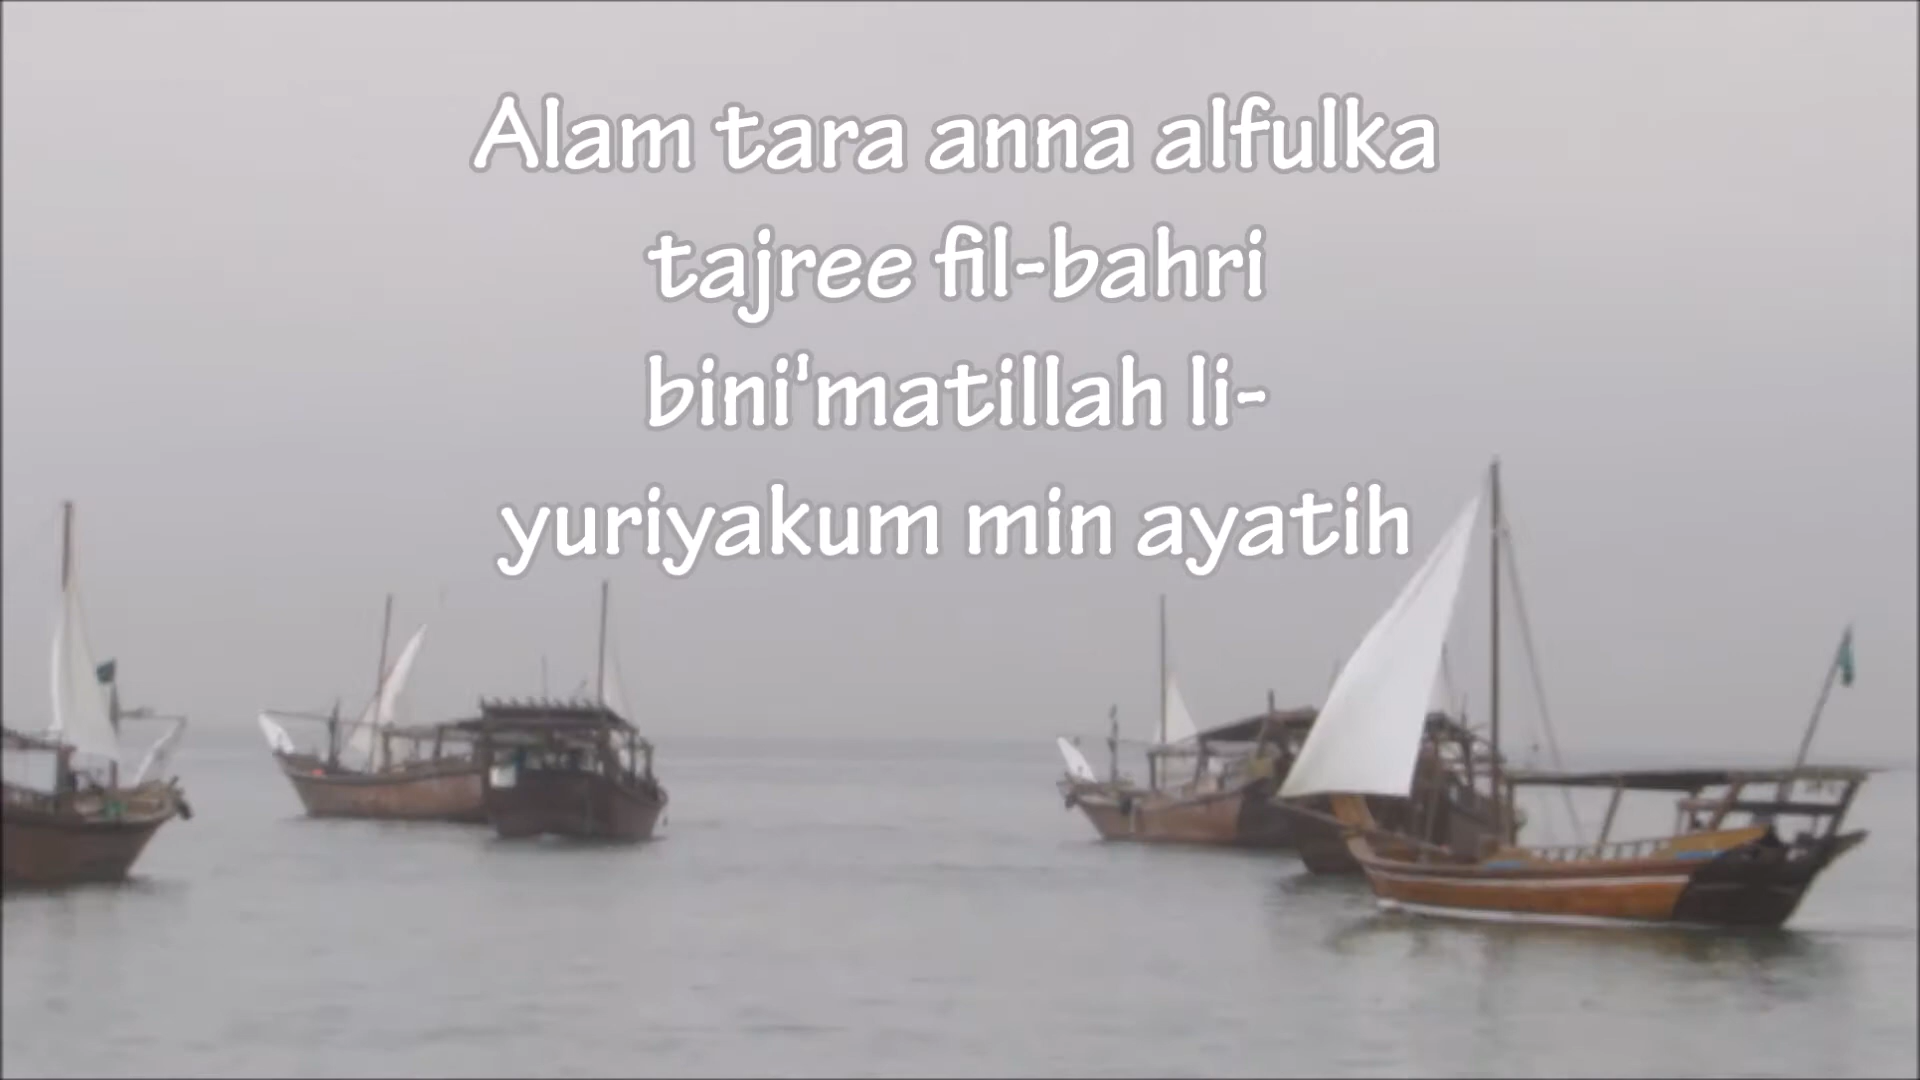 Alam tara anna alfulka
tajree fil-bahri
bini'matillah li-
yuriyakum min ayatih